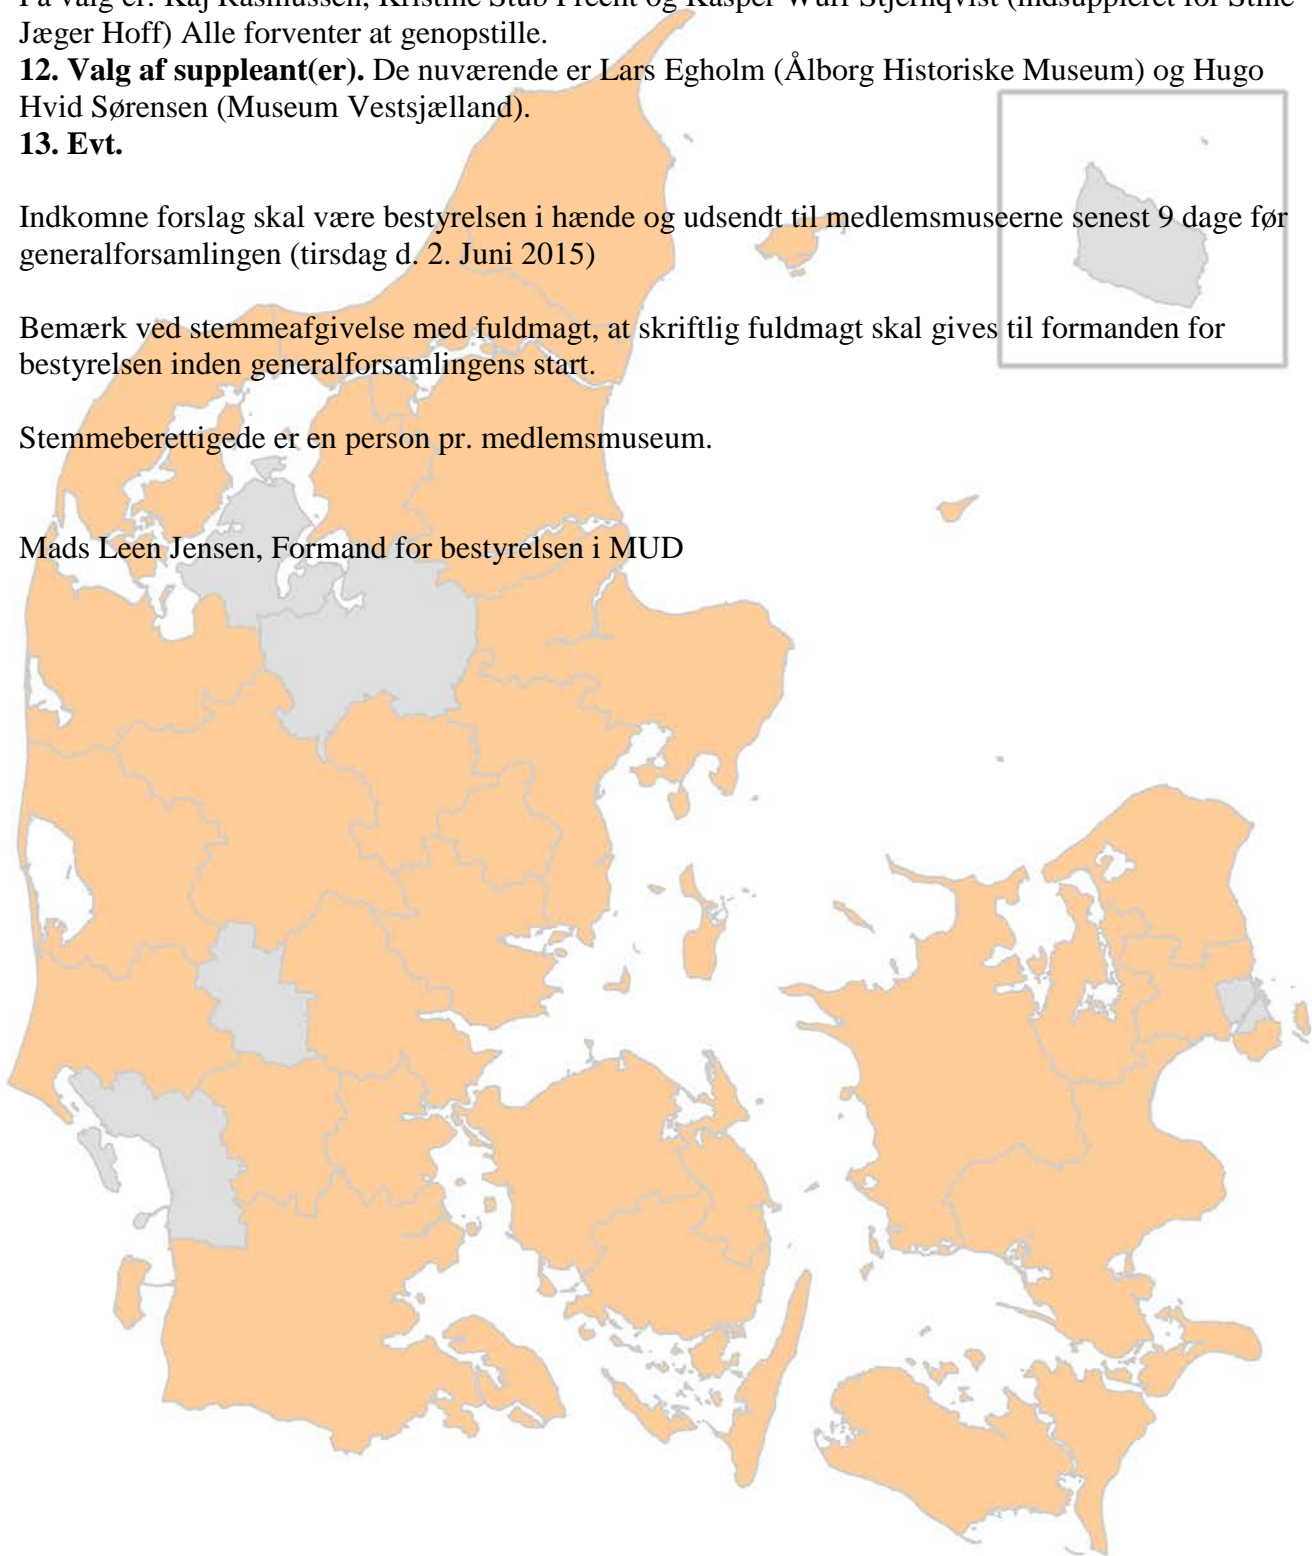 Jæger Hoff) Alle forventer at genopstille.
12. Valg af suppleant(er). De nuværende er Lars Egholm (Ålborg Historiske Museum) og Hugo
Hvid Sørensen (Museum Vestsjælland).
13. Evt.
Indkomne forslag skal være bestyrelsen i hænde og udsendt til medlemsmuseerne senest 9 dage før
generalforsamlingen (tirsdag d. 2. Juni 2015)
Bemærk ved stemmeafgivelse med fuldmagt, at skriftlig fuldmagt skal gives til formanden for
bestyrelsen inden generalforsamlingens start.
Stemmeberettigede er en person pr. medlemsmuseum.
Mads Leen Jensen, Formand for bestyrelsen i MUD